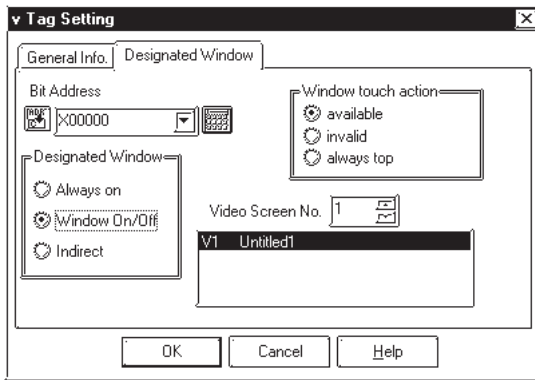 v Tag Setting
General Info. Designated Window
Bit Address
X00000
Window touch action
available
invalid
always top
Designated Window
Always on
Window On/Off
Indirect
Video Screen No. 1
V1 Untitled1
OK Cancel Help